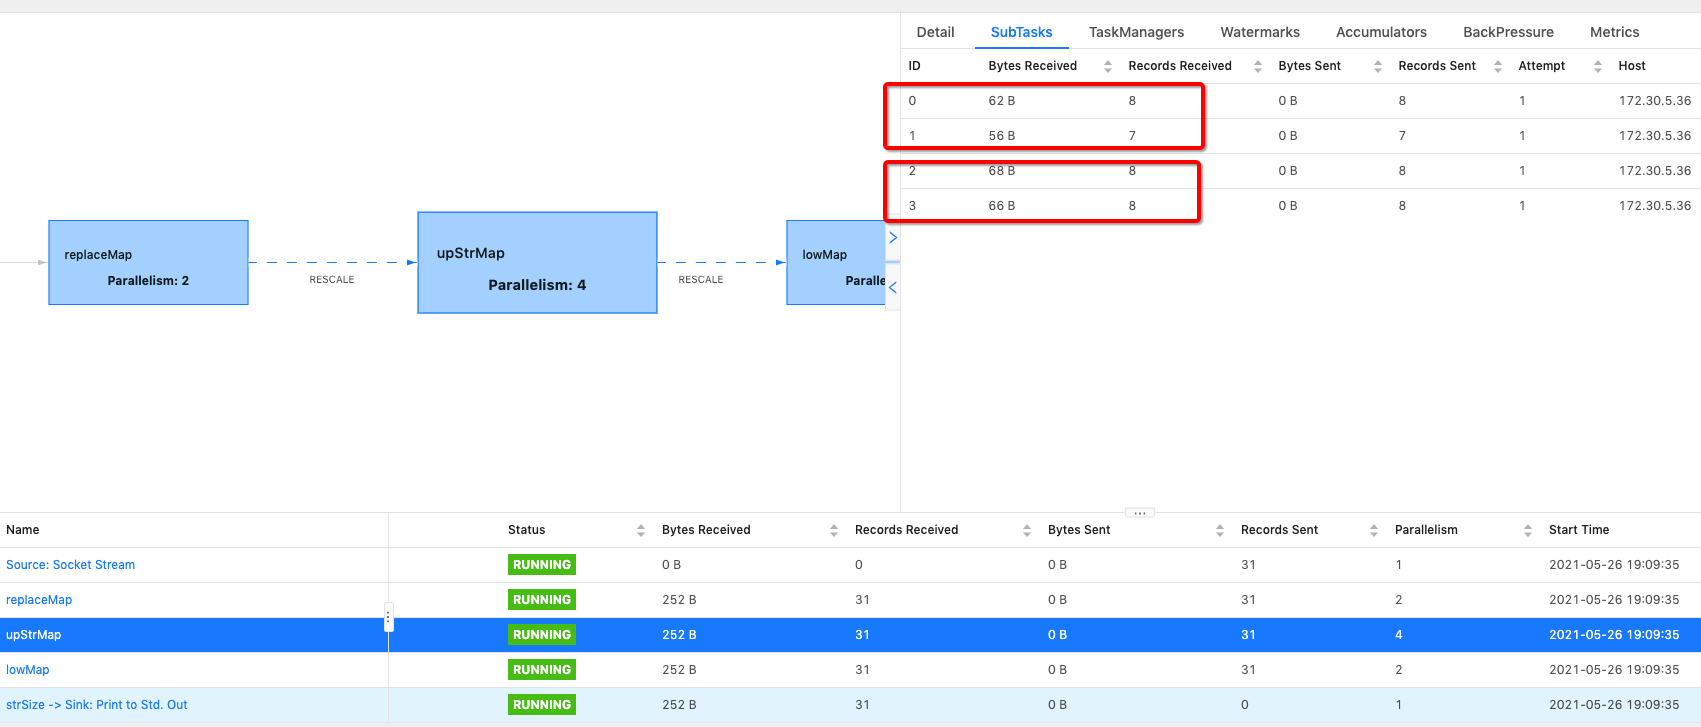 Detail SubTasks TaskManagers Watermarks Accumulators BackPressure Metrics
ID Bytes Received Records Received Bytes Sent Records Sent Attempt Host
0 62 B 8 0 B 8 1 172.30.5.36
1 56 B 7 0 B 7 1 172.30.5.36
2 68 B 8 0 B 8 1 172.30.5.36
3 66 B 8 0 B 8 1 172.30.5.36
replaceMap
Parallelism: 2
RESCALE
upStrMap
Parallelism: 4
RESCALE
lowMap
Paralle
Name Status Bytes Received Records Received Bytes Sent Records Sent Parallelism Start Time
Source: Socket Stream RUNNING 0 B 0 0 B 31 1 2021-05-26 19:09:35
replaceMap RUNNING 252 B 31 0 B 31 2 2021-05-26 19:09:35
upStrMap RUNNING 252 B 31 0 B 31 4 2021-05-26 19:09:35
lowMap RUNNING 252 B 31 0 B 31 2 2021-05-26 19:09:35
strSize -> Sink: Print to Std. Out RUNNING 252 B 31 0 B 0 1 2021-05-26 19:09:35